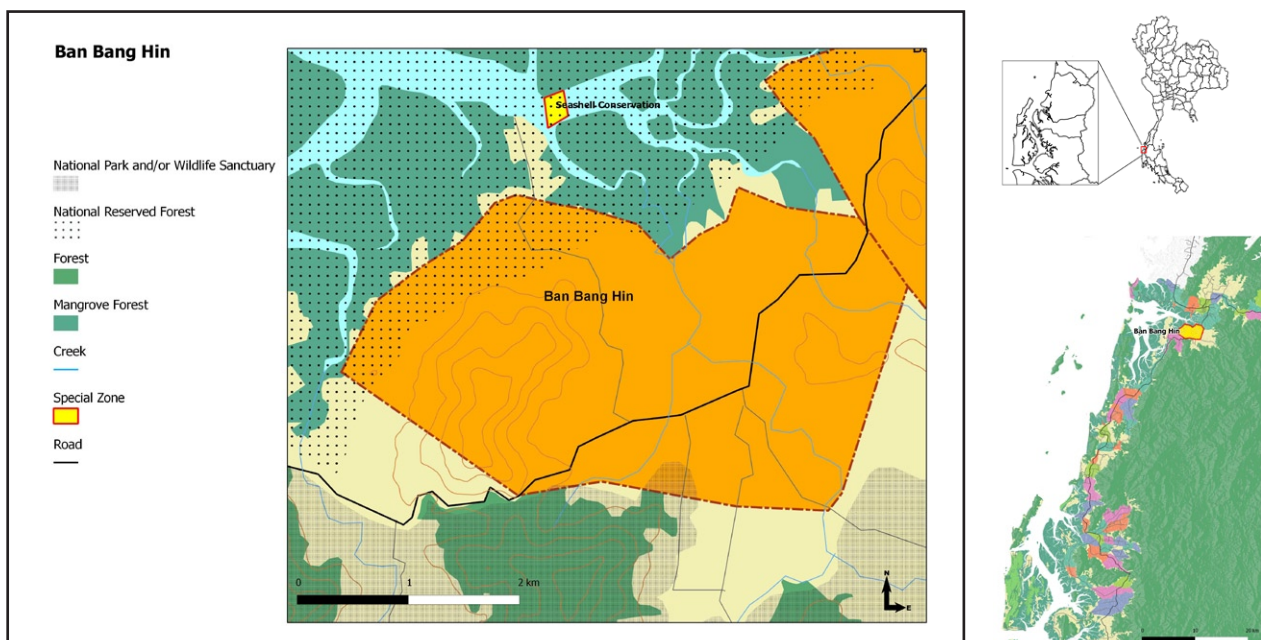 Ban Bang Hin
National Park and/or Wildlife Sanctuary
National Reserved Forest
Forest
Mangrove Forest
Creek
Special Zone
Road
Seashell Conservation
Ban Bang Hin
0 1 2 km
N
E
Ban Bang Hin